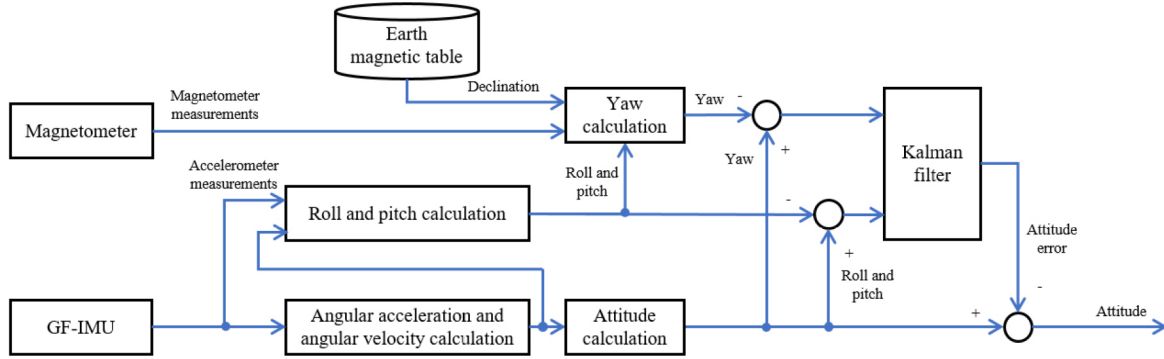 Earth
magnetic table
Declination
Magnetometer
measurements
Magnetometer
Yaw
calculation
Yaw
-
+
Yaw
Kalman
filter
Accelerometer
measurements
Roll and
pitch
Roll and pitch calculation
-
+
Roll and
pitch
Attitude
error
-
GF-IMU
Angular acceleration and
angular velocity calculation
Attitude
calculation
+
Attitude